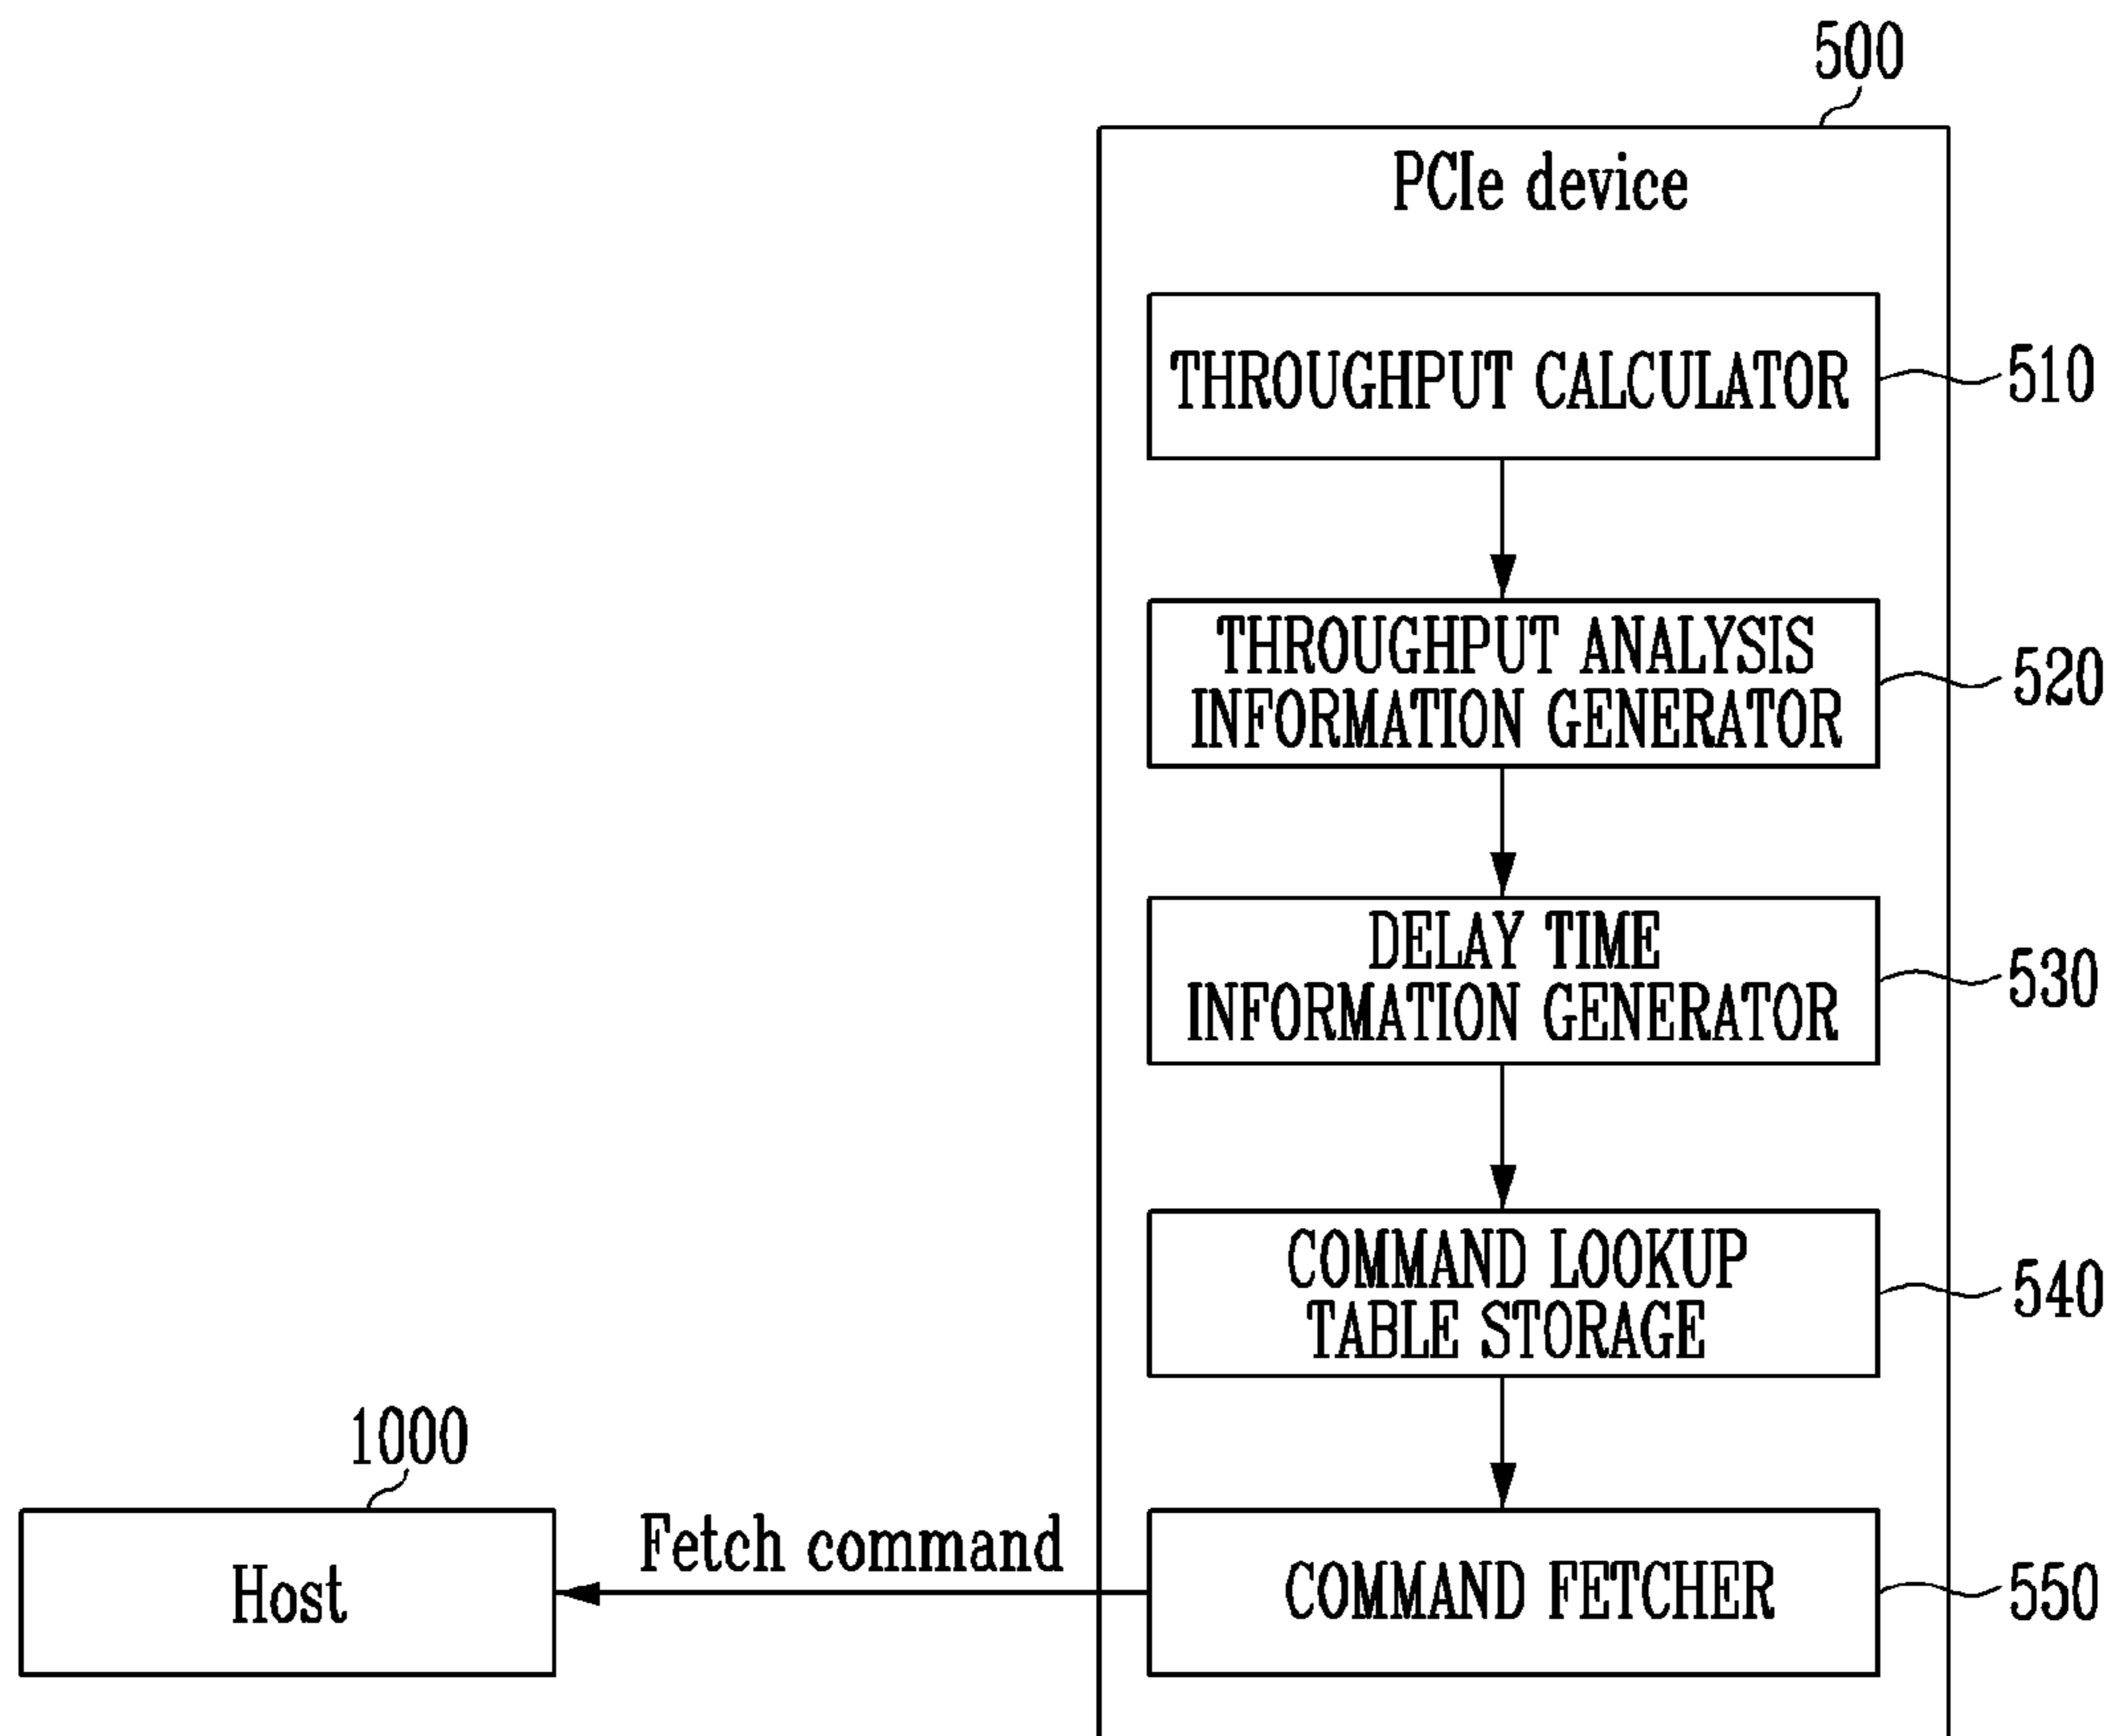 500
PCIe device
THROUGHPUT CALCULATOR
510
THROUGHPUT ANALYSIS
INFORMATION GENERATOR
520
DELAY TIME
INFORMATION GENERATOR
530
COMMAND LOOKUP
TABLE STORAGE
540
1000
Host
Fetch command
COMMAND FETCHER
550